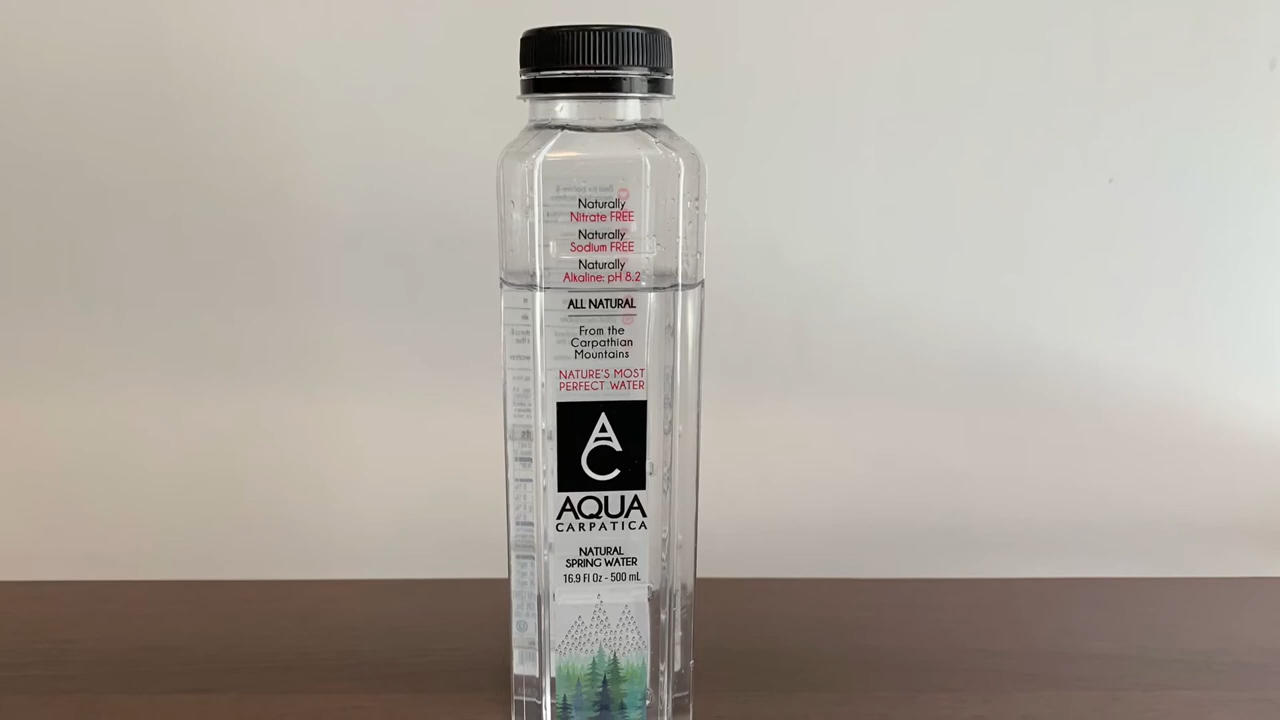 Naturally
Nitrate FREE
Naturally
Sodium FREE
Naturally
Alkaline: pH 8.2
ALL NATURAL
From the
Carpathian
Mountains
NATURE'S MOST
PERFECT WATER
AC
AQUA
CARPATICA
NATURAL
SPRING WATER
16.9 Fl Oz - 500 mL